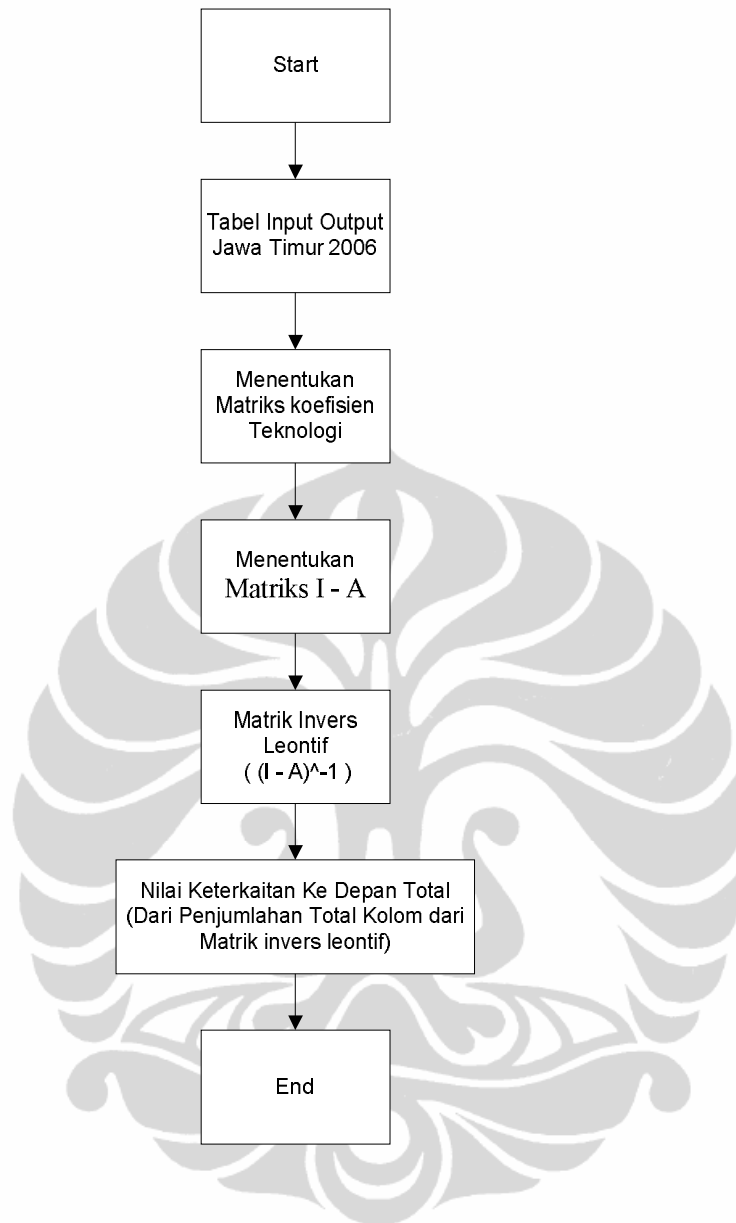 Start
Tabel Input Output
Jawa Timur 2006
Menentukan
Matriks koefisien
Teknologi
Menentukan
Matriks I - A
Matrik Invers
Leontif
( (I - A)^-1 )
Nilai Keterkaitan Ke Depan Total
(Dari Penjumlahan Total Kolom dari
Matrik invers leontif)
End